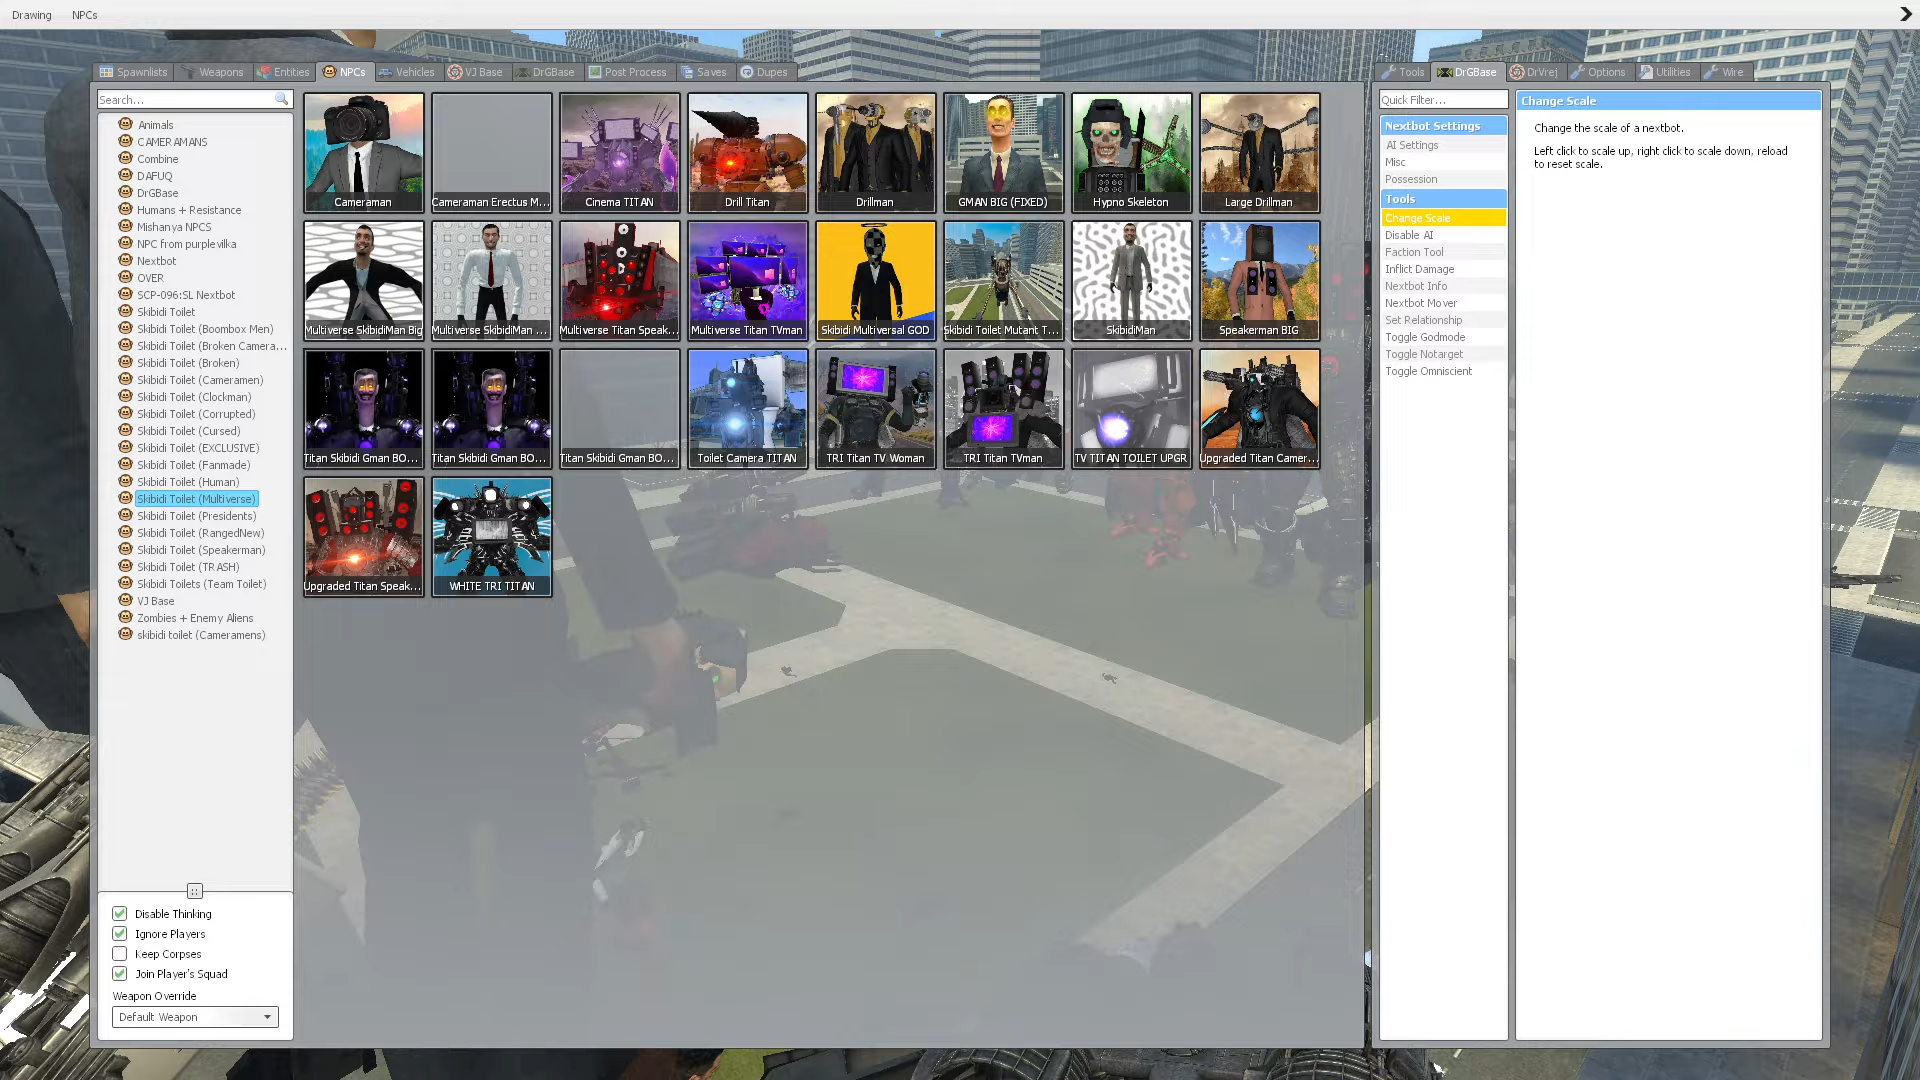 Drawing NPCs
Spawnlists Weapons Entities NPCs Vehicles VJ Base DrGBase Post Process Saves Dupes
Search...
Animals
CAMERAMANS
Combine
DAFUQ
DrGBase
Humans + Resistance
Mishanya NPCS
NPC from purplevilka
Nextbot
OVER
SCP-096:SL Nextbot
Skibidi Toilet
Skibidi Toilet (Boombox Men)
Skibidi Toilet (Broken Camera...
Skibidi Toilet (Broken)
Skibidi Toilet (Cameramen)
Skibidi Toilet (Clockman)
Skibidi Toilet (Corrupted)
Skibidi Toilet (Cursed)
Skibidi Toilet (EXCLUSIVE)
Skibidi Toilet (Fanmade)
Skibidi Toilet (Human)
Skibidi Toilet (Multiverse)
Skibidi Toilet (Presidents)
Skibidi Toilet (RangedNew)
Skibidi Toilet (Speakerman)
Skibidi Toilet (TRASH)
Skibidi Toilets (Team Toilet)
VJ Base
Zombies + Enemy Aliens
skibidi toilet (Cameramens)
Disable Thinking
Ignore Players
Keep Corpses
Join Player's Squad
Weapon Override
Default Weapon
Cameraman
Cameraman Erectus M...
Cinema TITAN
Drill Titan
Drillman
GMAN BIG (FIXED)
Hypno Skeleton
Large Drillman
Multiverse SkibidiMan Big
Multiverse SkibidiMan ...
Multiverse Titan Speak...
Multiverse Titan TVman
Skibidi Multiversal GOD
Skibidi Toilet Mutant T...
SkibidiMan
Speakerman BIG
Titan Skibidi Gman BO...
Titan Skibidi Gman BO...
Titan Skibidi Gman BO...
Toilet Camera TITAN
TRI Titan TV Woman
TRI Titan TVman
TV TITAN TOILET UPGR
Upgraded Titan Camer...
Upgraded Titan Speak...
WHITE TRI TITAN
Tools DrGBase DrVrej Options Utilities Wire
Quick Filter...
Nextbot Settings
AI Settings
Misc
Possession
Tools
Change Scale
Disable AI
Faction Tool
Inflict Damage
Nextbot Info
Nextbot Mover
Set Relationship
Toggle Godmode
Toggle Notarget
Toggle Omniscient
Change Scale
Change the scale of a nextbot.
Left click to scale up, right click to scale down, reload
to reset scale.